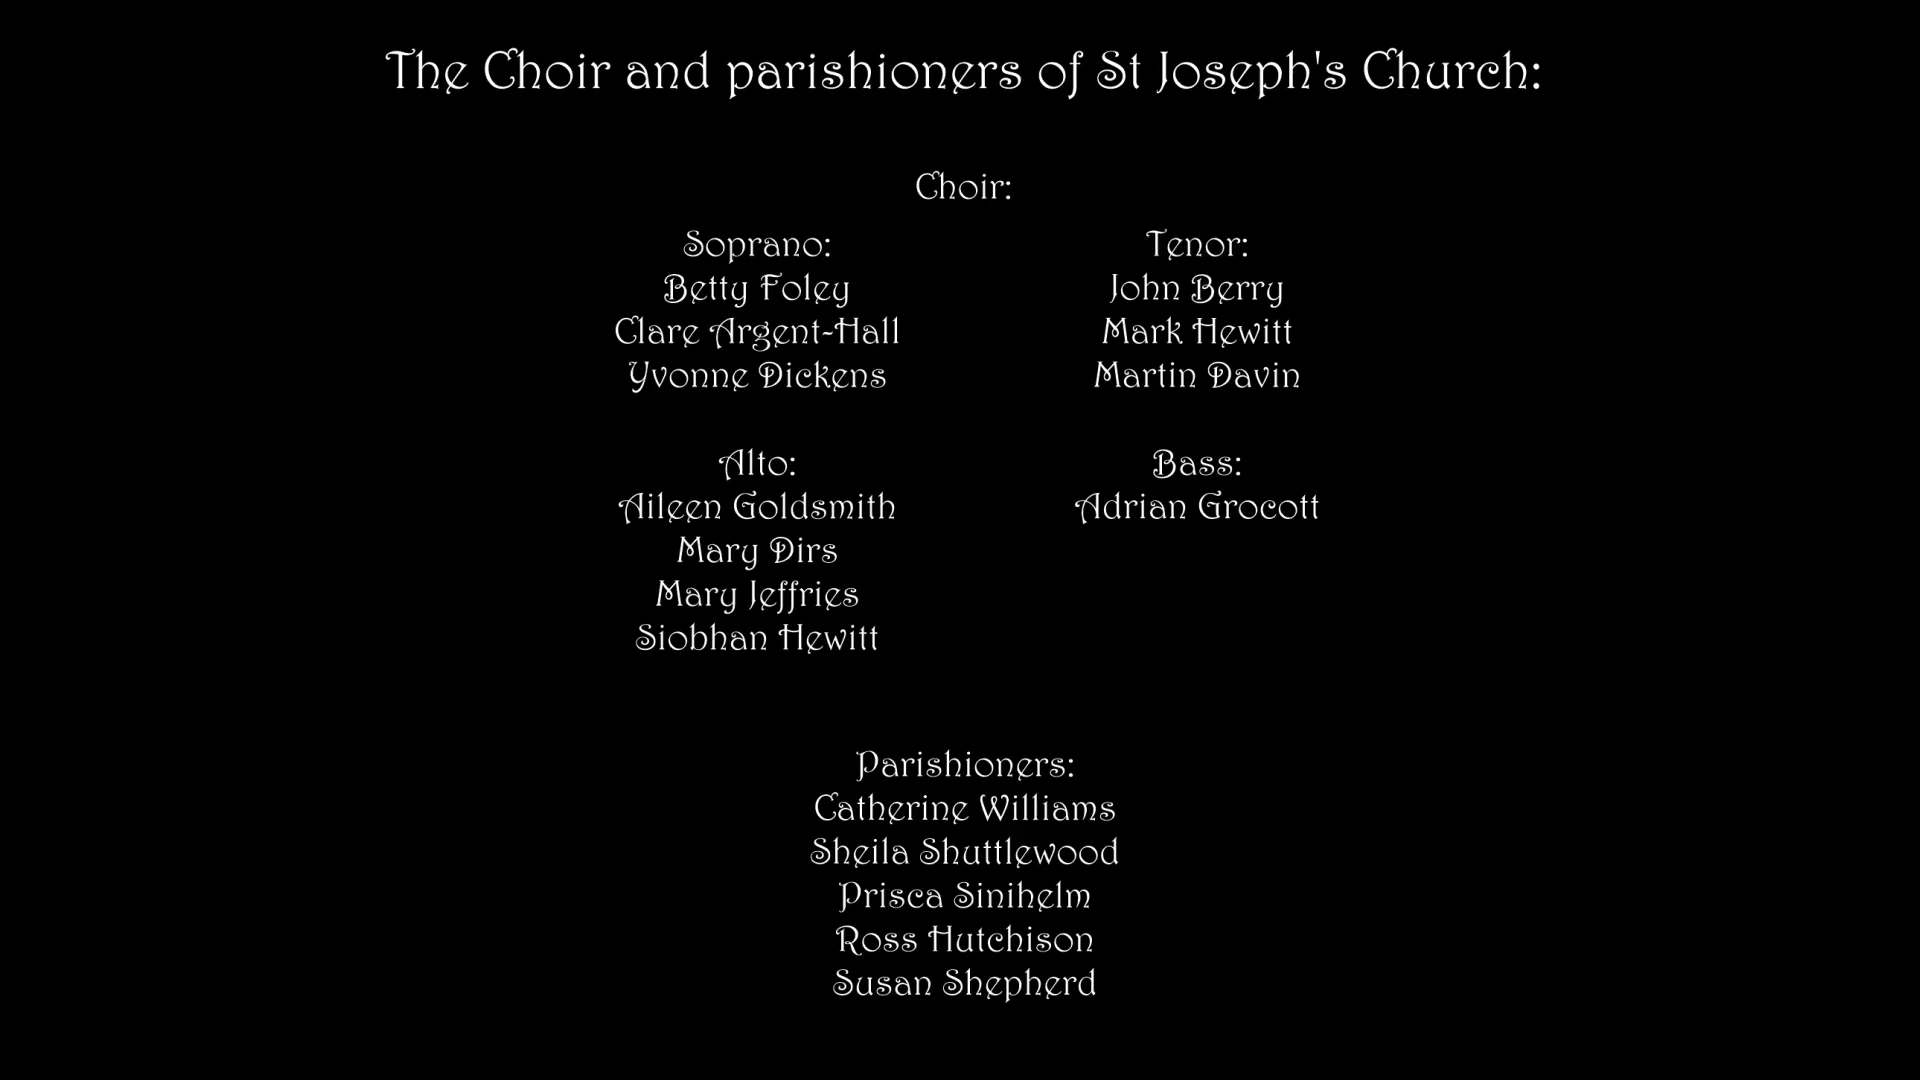 The Choir and parishioners of St Joseph's Church:
Choir:
Soprano:
Betty Foley
Clare Argent-Hall
Yvonne Dickens
Alto:
Aileen Goldsmith
Mary Dirs
Mary Jeffries
Siobhan Hewitt
Tenor:
John Berry
Mark Hewitt
Martin Davin
Bass:
Adrian Grocott
Parishioners:
Catherine Williams
Sheila Shuttlewood
Prisca Sinihelm
Ross Hutchison
Susan Shepherd